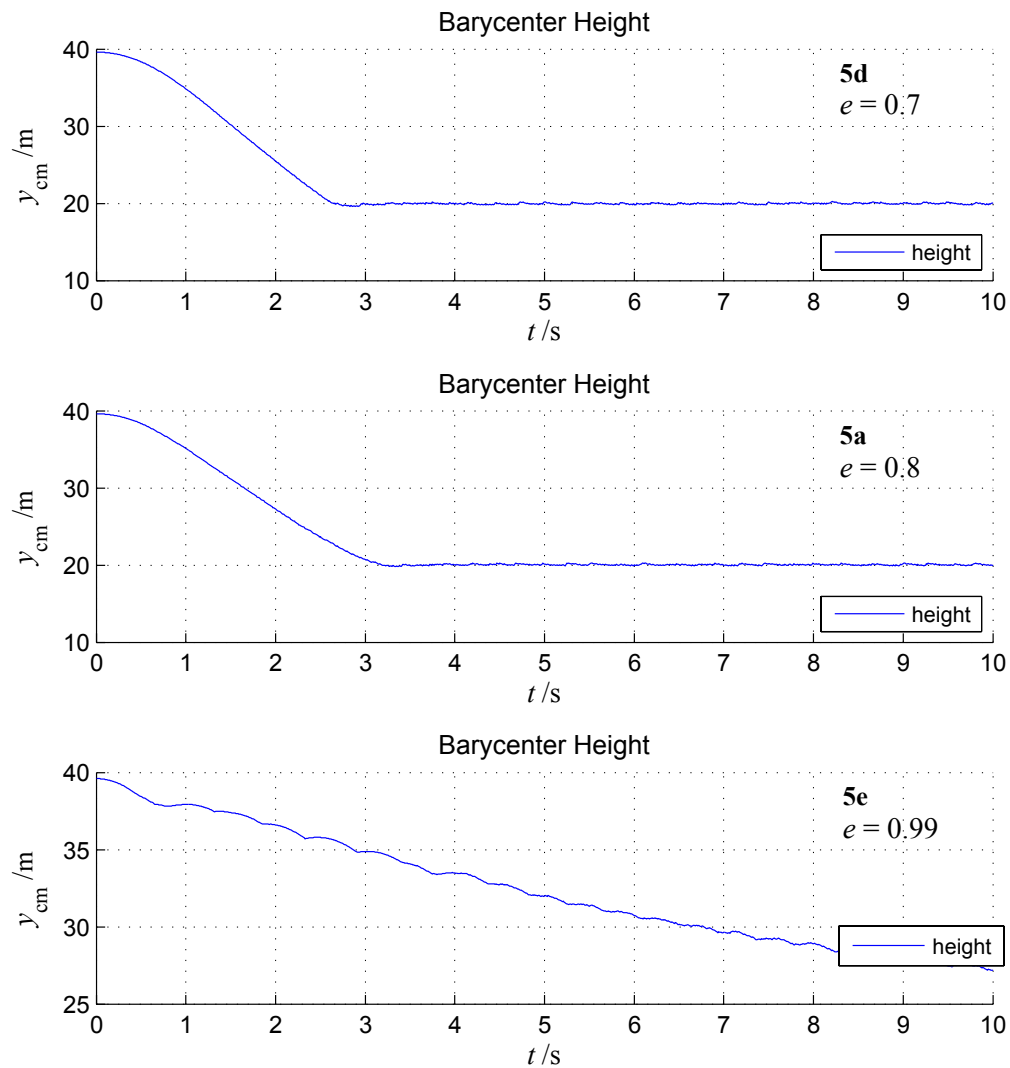 Barycenter Height
40
30
20
10
y_cm /m
5d
e = 0.7
height
0 1 2 3 4 5 6 7 8 9 10
t /s
Barycenter Height
40
30
20
10
y_cm /m
5a
e = 0.8
height
0 1 2 3 4 5 6 7 8 9 10
t /s
Barycenter Height
40
35
30
25
y_cm /m
5e
e = 0.99
height
0 1 2 3 4 5 6 7 8 9 10
t /s